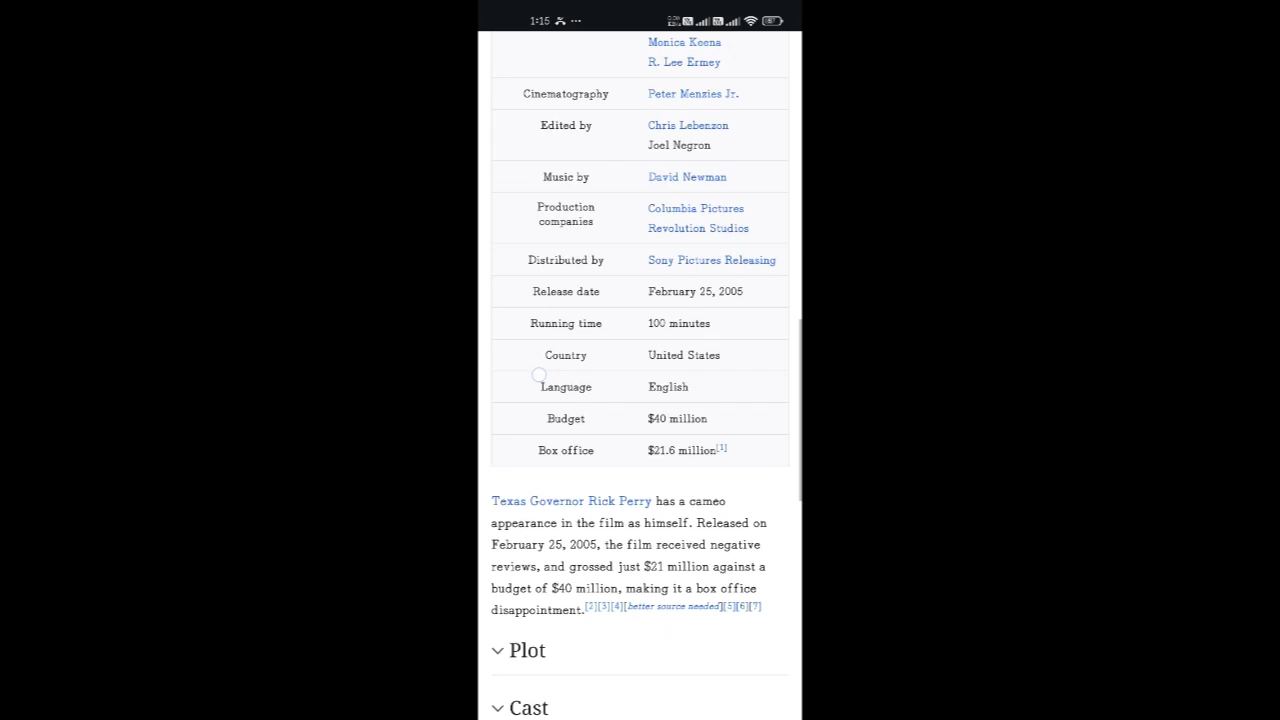 1:15
Monica Keena
R. Lee Ermey
Cinematography Peter Menzies Jr.
Edited by Chris Lebenzon
Joel Negron
Music by David Newman
Production companies Columbia Pictures
Revolution Studios
Distributed by Sony Pictures Releasing
Release date February 25, 2005
Running time 100 minutes
Country United States
Language English
Budget $40 million
Box office $21.6 million[1]
Texas Governor Rick Perry has a cameo
appearance in the film as himself. Released on
February 25, 2005, the film received negative
reviews, and grossed just $21 million against a
budget of $40 million, making it a box office
disappointment.[2][3][4][better source needed][5][6][7]
Plot
Cast